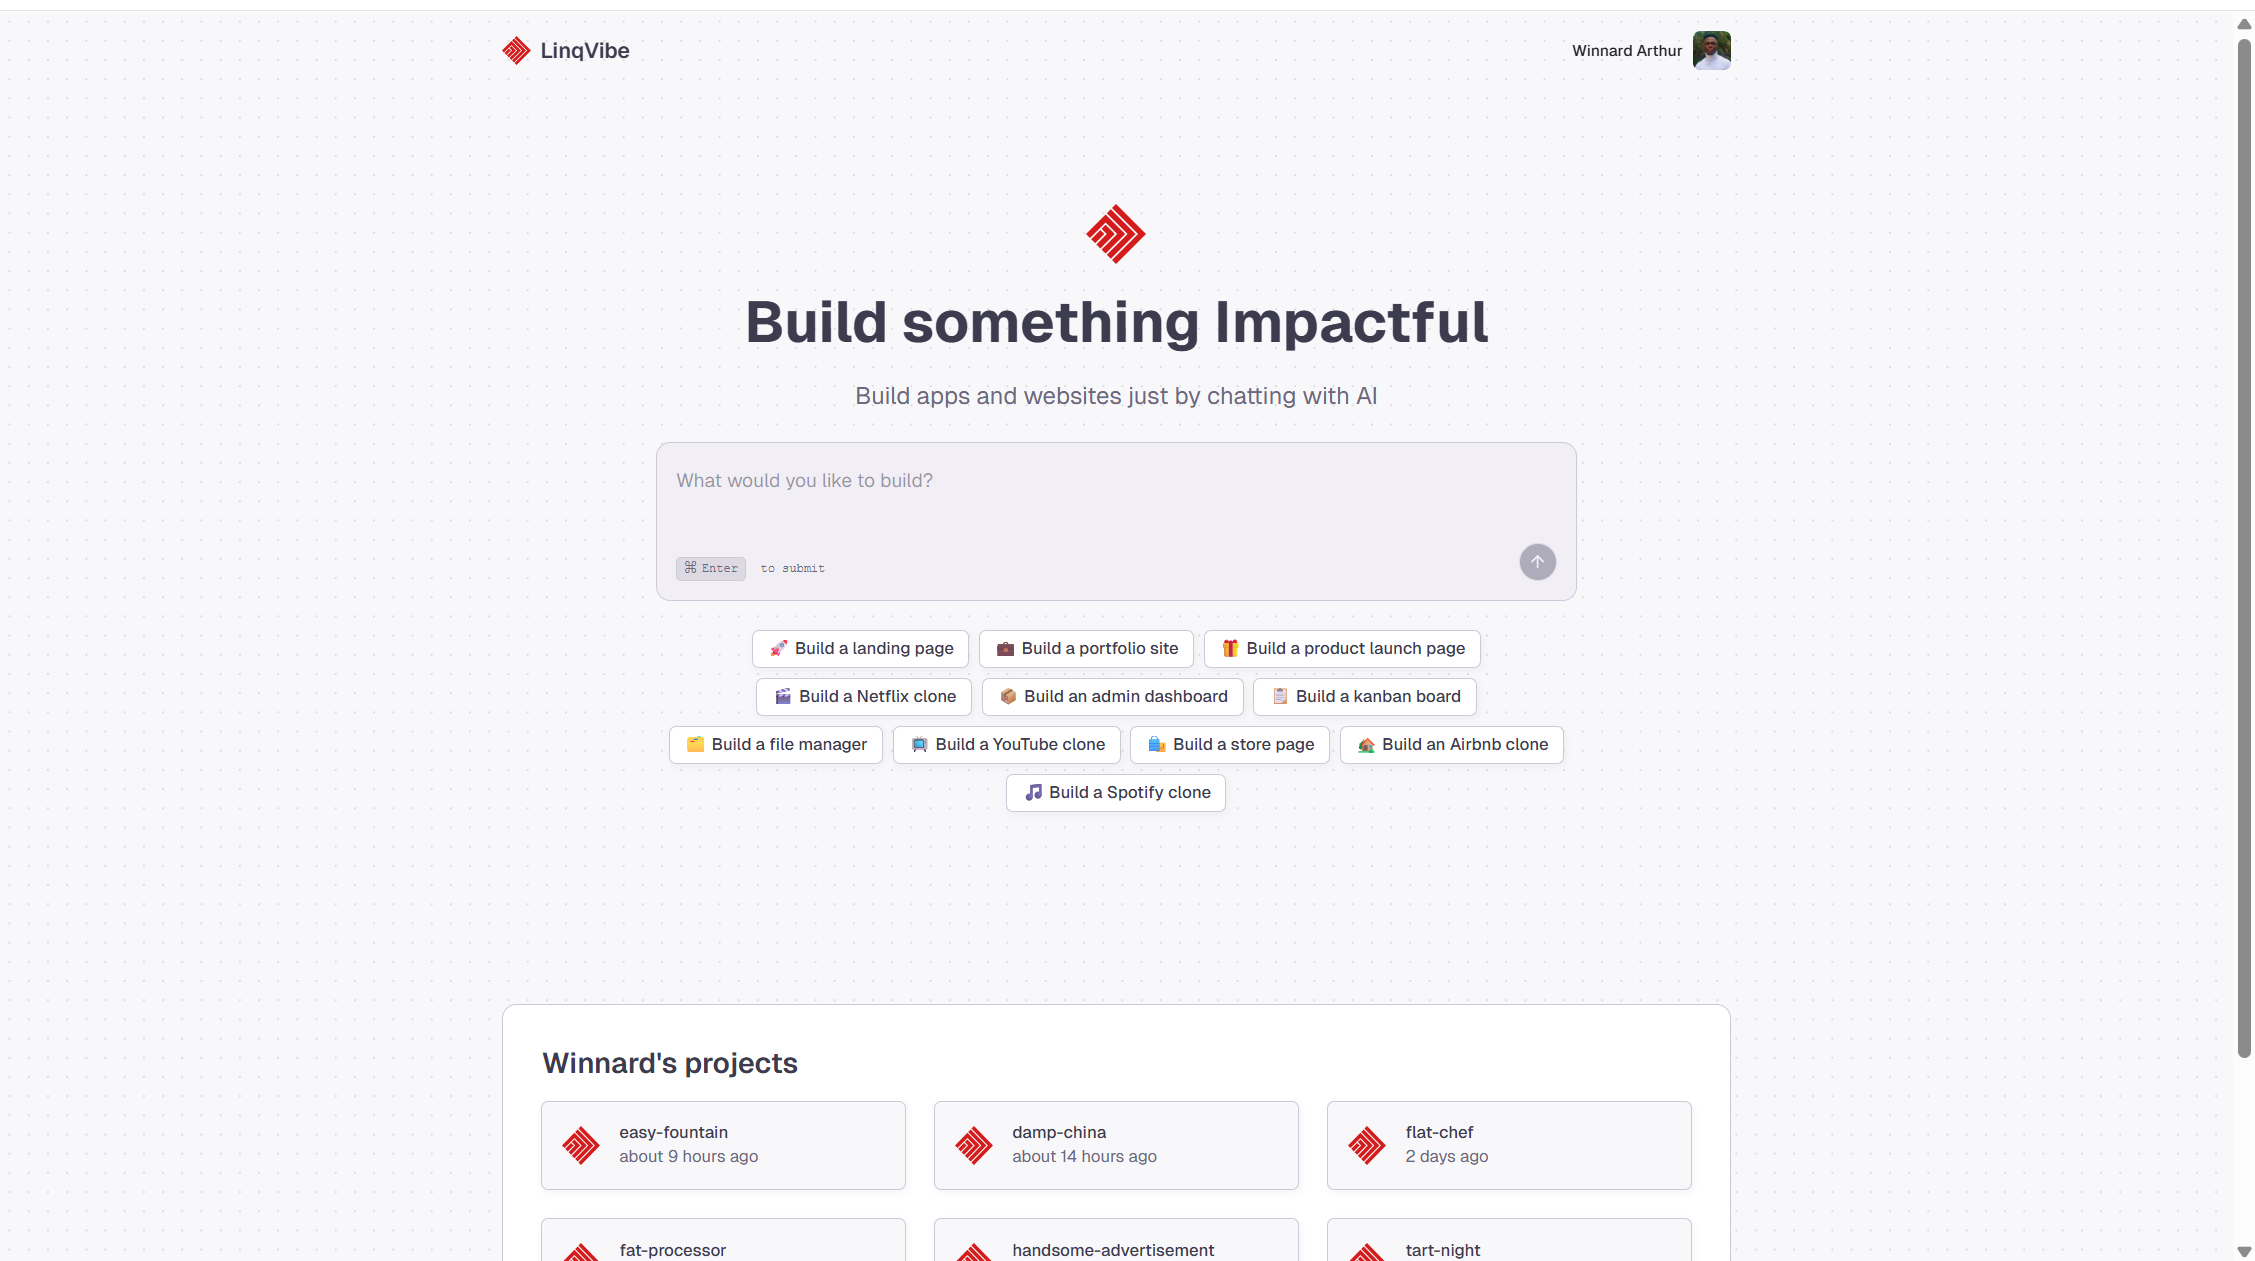 LinqVibe
Winnard Arthur
Build something Impactful
Build apps and websites just by chatting with AI
What would you like to build?
⌘ Enter to submit
🚀 Build a landing page
💼 Build a portfolio site
🎁 Build a product launch page
🎬 Build a Netflix clone
📦 Build an admin dashboard
📋 Build a kanban board
🗂️ Build a file manager
📺 Build a YouTube clone
🛍️ Build a store page
🏡 Build an Airbnb clone
🎵 Build a Spotify clone
Winnard's projects
easy-fountain
about 9 hours ago
damp-china
about 14 hours ago
flat-chef
2 days ago
fat-processor
handsome-advertisement
tart-night